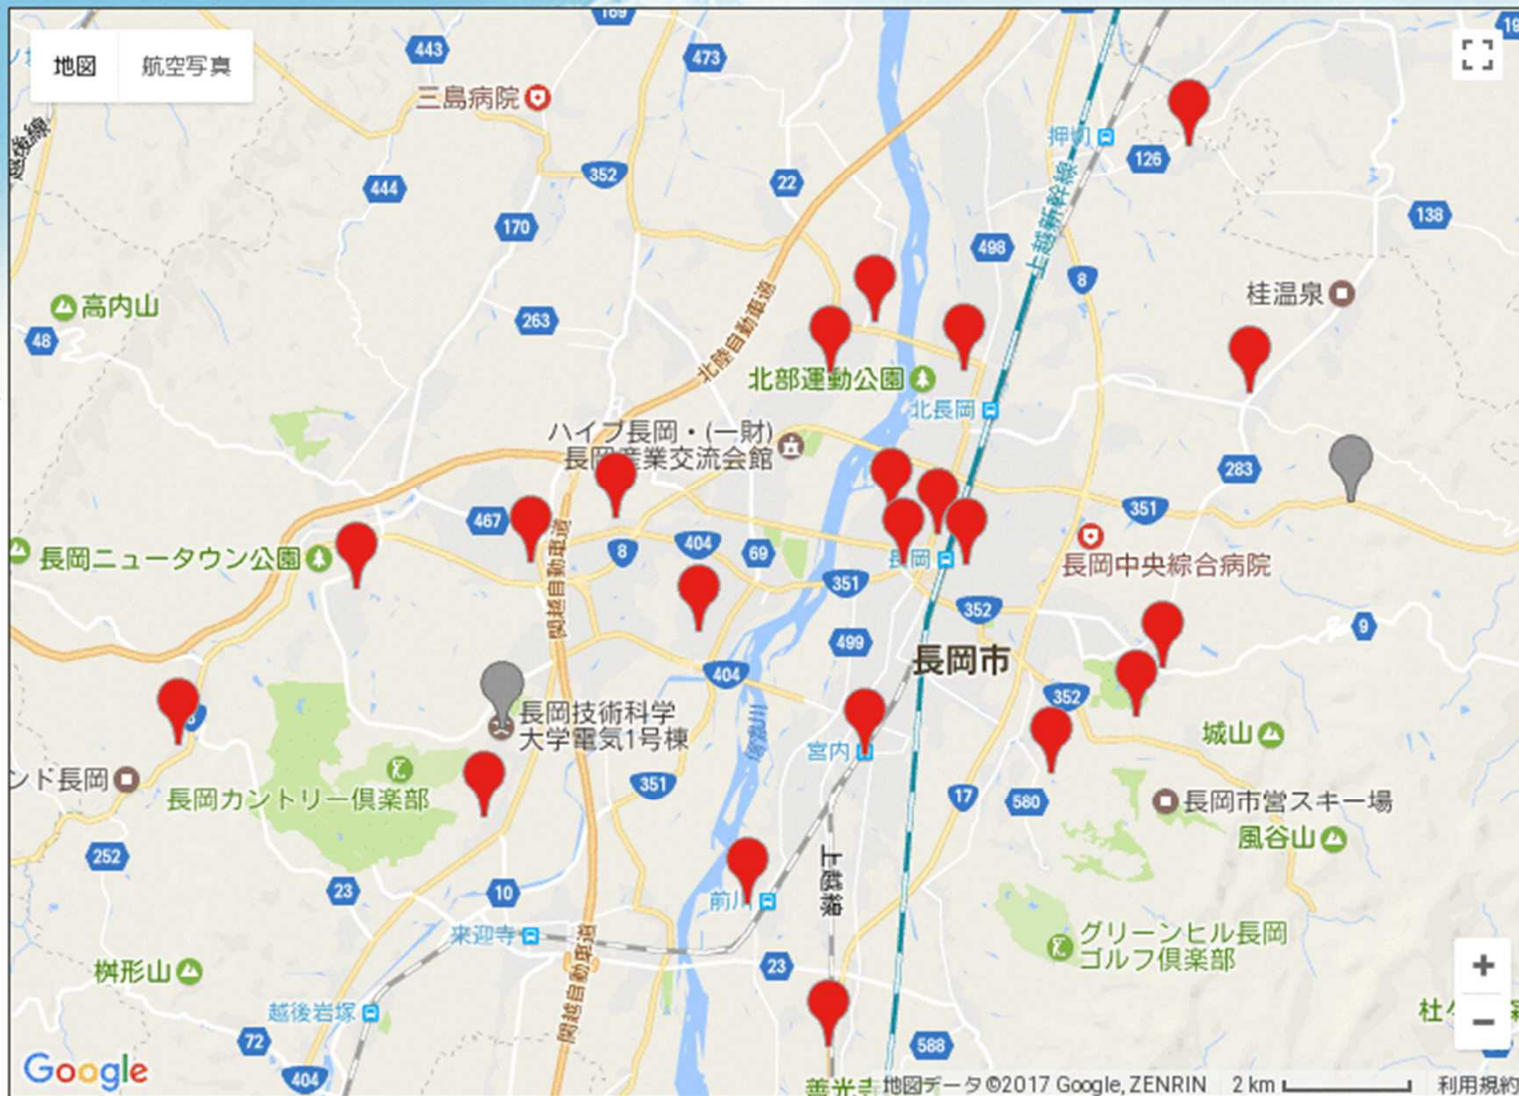 地図
航空写真
169
443
473
三島病院
越後線
押切
126
352
22
444
170
138
498
上越新幹線
8
桂温泉
高内山
263
48
北陸自動車道
北部運動公園
北長岡
ハイブ長岡・(一財)
長岡産業交流会館
283
467
351
8
404
69
長岡ニュータウン公園
長岡
長岡中央綜合病院
351
関越自動車道
352
9
499
長岡市
404
352
長岡技術科学
大学電気1号棟
信濃川
城山
宮内
ンド長岡
長岡カントリー倶楽部
351
17
580
長岡市営スキー場
風谷山
252
上越線
23
10
前川
来迎寺
グリーンヒル長岡
ゴルフ倶楽部
桝形山
関越自動車道
23
越後岩塚
72
588
404
Google
地図データ ©2017 Google, ZENRIN
2 km
利用規約